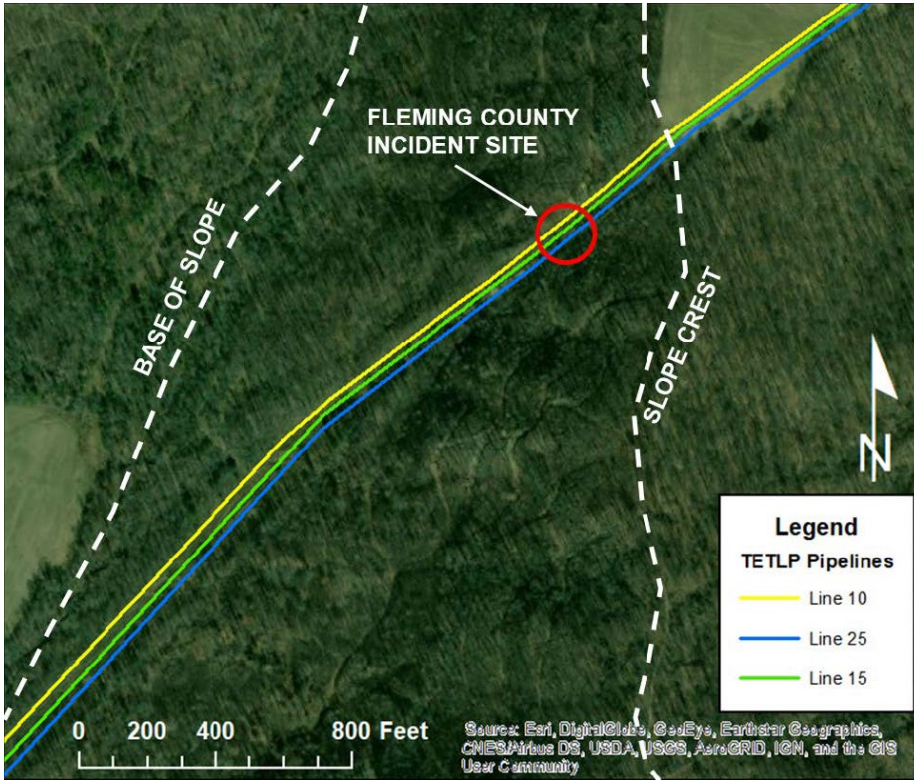 FLEMING COUNTY
INCIDENT SITE
BASE OF SLOPE
SLOPE CREST
N
Legend
TETLP Pipelines
Line 10
Line 25
Line 15
0 200 400 800 Feet
Source: Esri, DigitalGlobe, GeoEye, Earthstar Geographics,
CNES/Airbus DS, USDA, USGS, AeroGRID, IGN, and the GIS
User Community